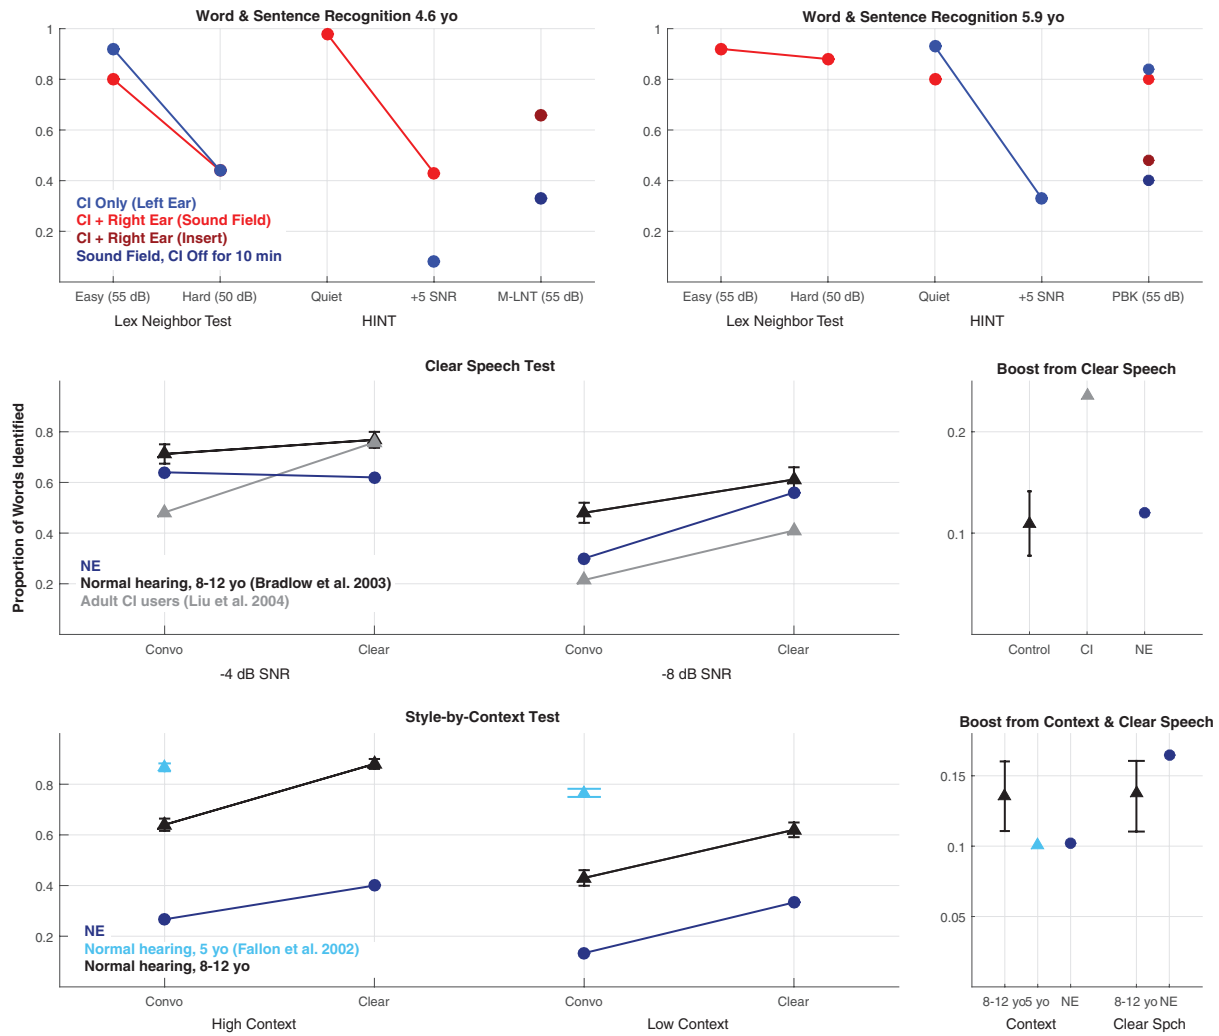 Word & Sentence Recognition 4.6 yo
1
0.8
0.6
0.4
0.2
CI Only (Left Ear)
CI + Right Ear (Sound Field)
CI + Right Ear (Insert)
Sound Field, CI Off for 10 min
Easy (55 dB) Hard (50 dB) Quiet +5 SNR M-LNT (55 dB)
Lex Neighbor Test HINT
Word & Sentence Recognition 5.9 yo
1
0.8
0.6
0.4
0.2
Easy (55 dB) Hard (50 dB) Quiet +5 SNR PBK (55 dB)
Lex Neighbor Test HINT
Proportion of Words Identified
Clear Speech Test
0.8
0.6
0.4
0.2
NE
Normal hearing, 8-12 yo (Bradlow et al. 2003)
Adult CI users (Liu et al. 2004)
Convo Clear Convo Clear
-4 dB SNR -8 dB SNR
Boost from Clear Speech
0.2
0.1
Control CI NE
Style-by-Context Test
0.8
0.6
0.4
0.2
NE
Normal hearing, 5 yo (Fallon et al. 2002)
Normal hearing, 8-12 yo
Convo Clear Convo Clear
High Context Low Context
Boost from Context & Clear Speech
0.15
0.1
0.05
8-12 yo 5 yo NE 8-12 yo NE
Context Clear Spch